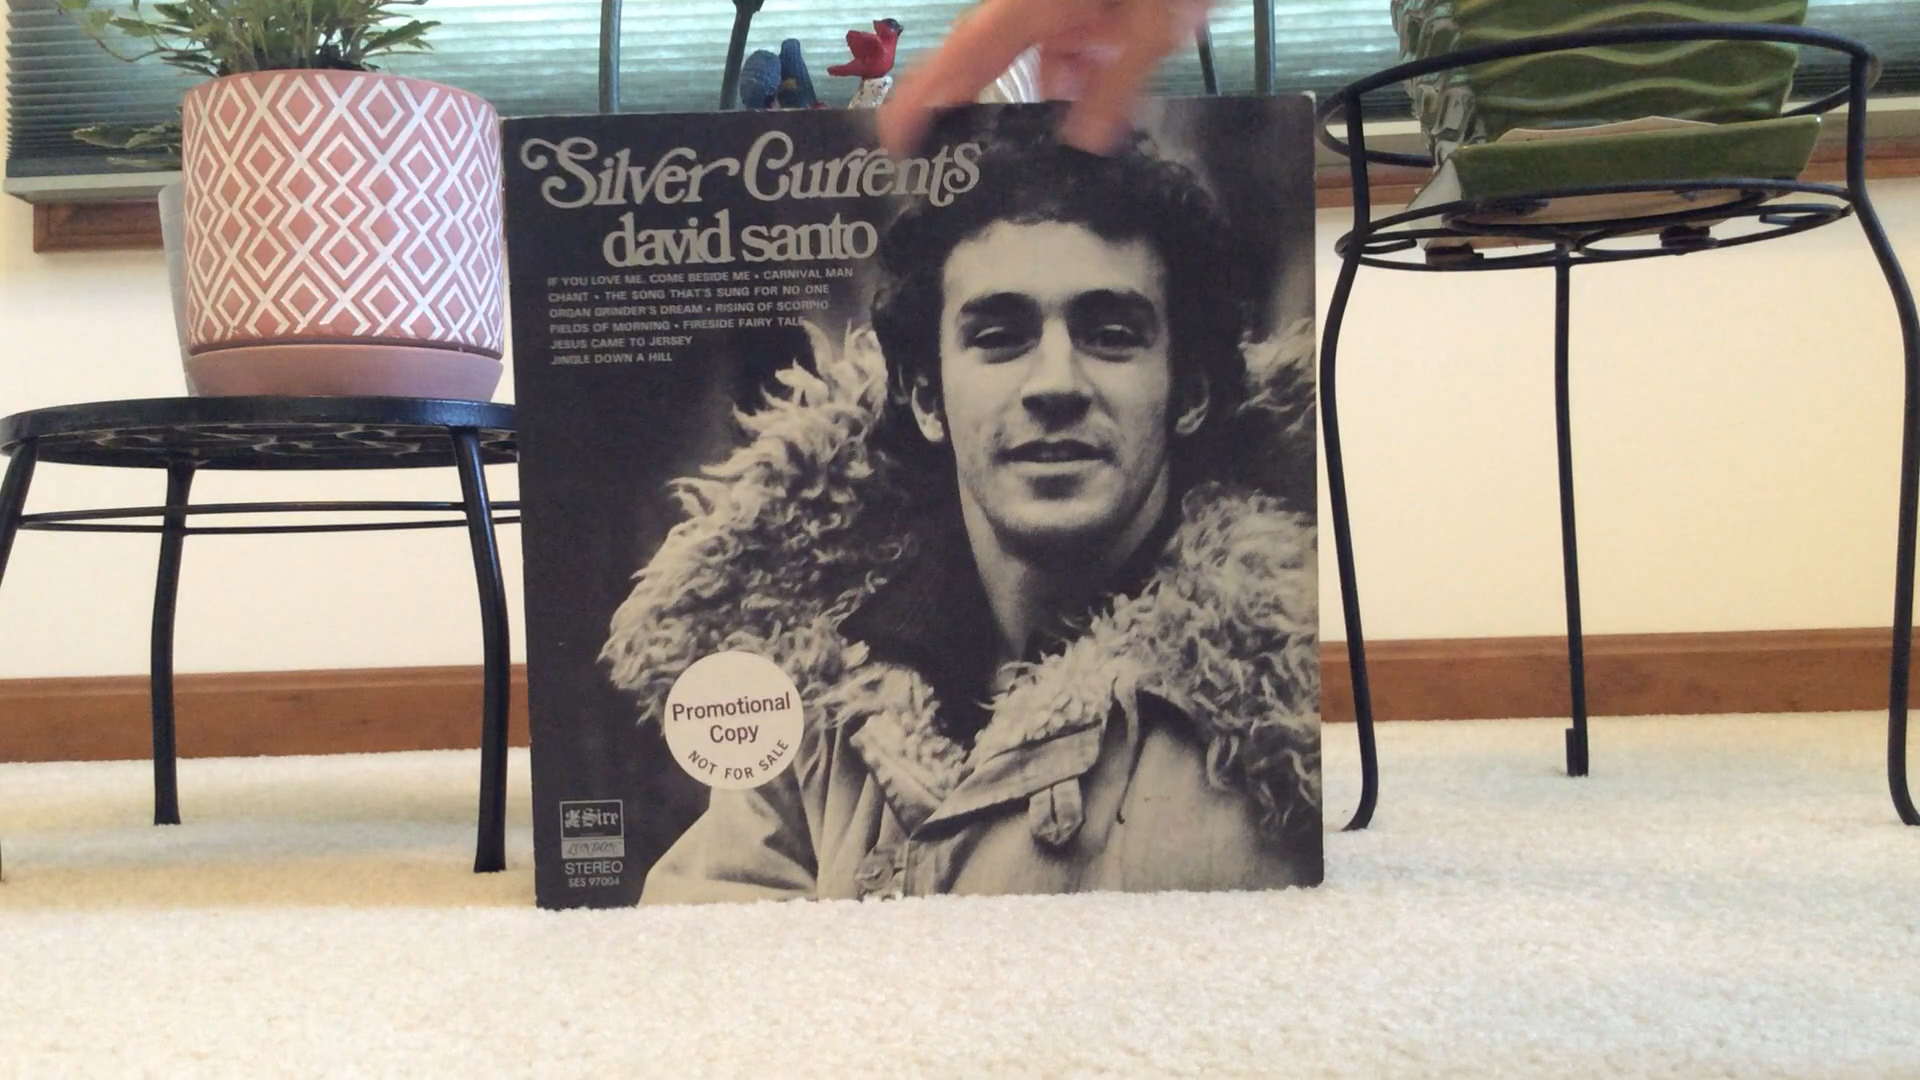 Silver Currents
david santo
IF YOU LOVE ME, COME BESIDE ME • CARNIVAL MAN
CHANT • THE SONG THAT'S SUNG FOR NO ONE
ORGAN GRINDER'S DREAM • RISING OF SCORPIO
FIELDS OF MORNING • FIRESIDE FAIRY TALE
JESUS CAME TO JERSEY
JINGLE DOWN A HILL
Promotional
Copy
NOT FOR SALE
Sire
LONDON
STEREO
SES 97004